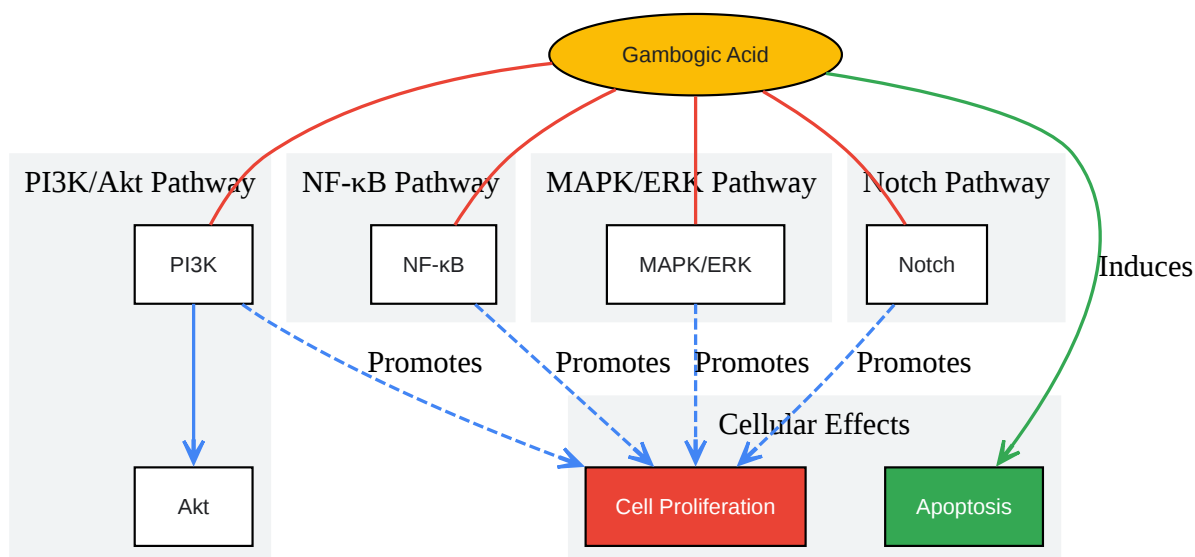 Gambogic Acid
PI3K/Akt Pathway
NF-κB Pathway
MAPK/ERK Pathway
Notch Pathway
PI3K
NF-κB
MAPK/ERK
Notch
Induces
Promotes
Promotes
Promotes
Promotes
Cellular Effects
Akt
Cell Proliferation
Apoptosis